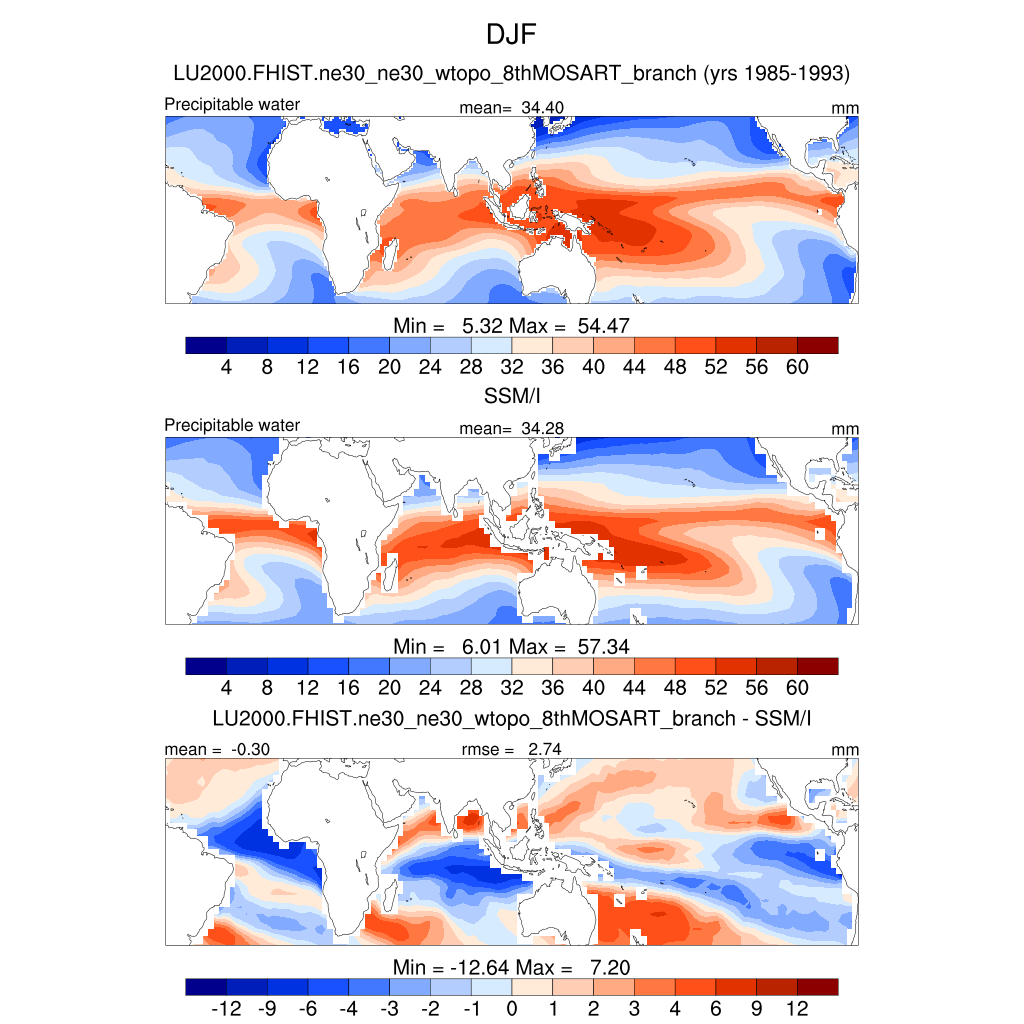 DJF
LU2000.FHIST.ne30_ne30_wtopo_8thMOSART_branch (yrs 1985-1993)
Precipitable water mean= 34.40 mm
Min = 5.32 Max = 54.47
4 8 12 16 20 24 28 32 36 40 44 48 52 56 60
SSM/I
Precipitable water mean= 34.28 mm
Min = 6.01 Max = 57.34
4 8 12 16 20 24 28 32 36 40 44 48 52 56 60
LU2000.FHIST.ne30_ne30_wtopo_8thMOSART_branch - SSM/I
mean = -0.30 rmse = 2.74 mm
Min = -12.64 Max = 7.20
-12 -9 -6 -4 -3 -2 -1 0 1 2 3 4 6 9 12